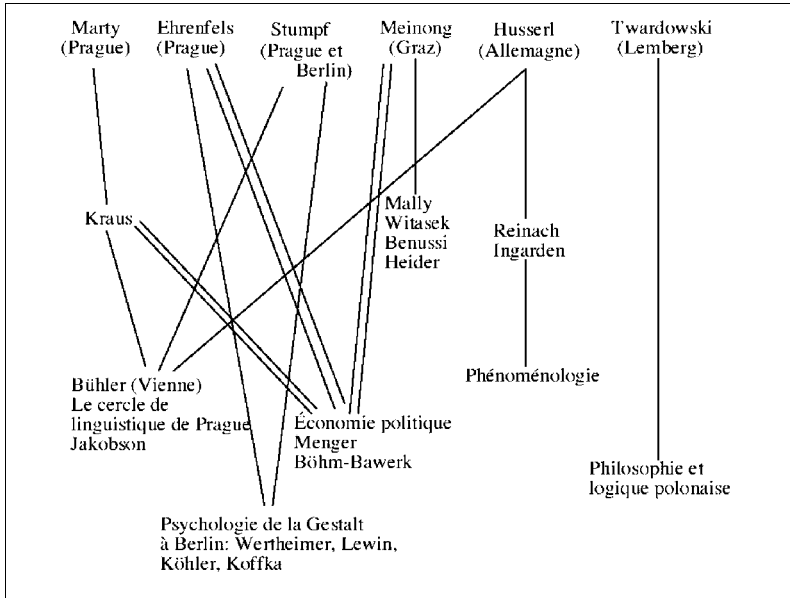 Marty
(Prague)
Ehrenfels
(Prague)
Stumpf
(Prague et
Berlin)
Meinong
(Graz)
Husserl
(Allemagne)
Twardowski
(Lemberg)
Kraus
Mally
Witasek
Benussi
Heider
Reinach
Ingarden
Bühler (Vienne)
Le cercle de
linguistique de Prague
Jakobson
Économie politique
Menger
Böhm-Bawerk
Phénoménologie
Philosophie et
logique polonaise
Psychologie de la Gestalt
à Berlin: Wertheimer, Lewin,
Köhler, Koffka